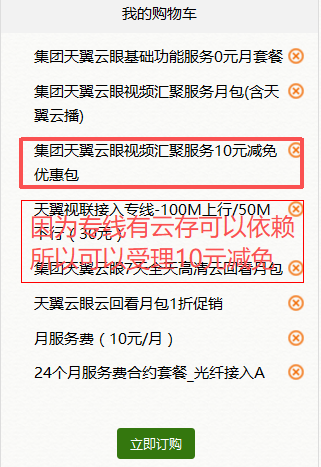 我的购物车
集团天翼云眼基础功能服务0元月套餐
集团天翼云眼视频汇聚服务月包(含天
翼云播)
集团天翼云眼视频汇聚服务10元减免
优惠包
天翼视联接入专线-100M上行/50M
下行（30元）
因为专线有云存可以依赖
所以可以受理10元减免
集团天翼云眼7天全天高清云回看月包
天翼云眼云回看月包1折促销
月服务费（10元/月）
24个月服务费合约套餐_光纤接入A
立即订购